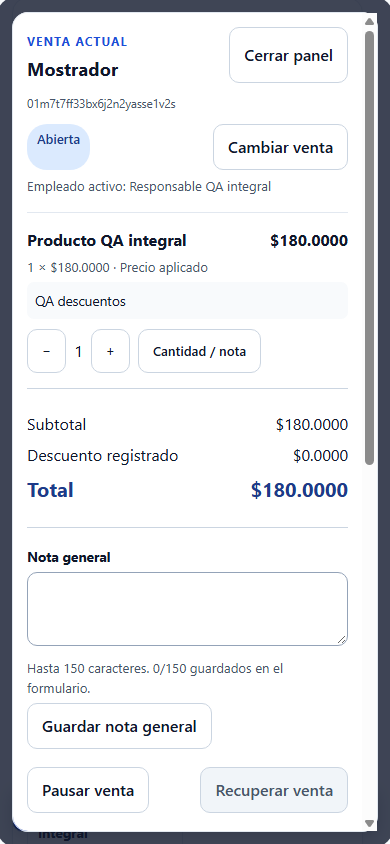 VENTA ACTUAL
Mostrador
Cerrar panel
01m7t7ff33bx6j2n2yasse1v2s
Abierta
Cambiar venta
Empleado activo: Responsable QA integral
Producto QA integral $180.0000
1 × $180.0000 · Precio aplicado
QA descuentos
− 1 + Cantidad / nota
Subtotal $180.0000
Descuento registrado $0.0000
Total $180.0000
Nota general
Hasta 150 caracteres. 0/150 guardados en el
formulario.
Guardar nota general
Pausar venta Recuperar venta
integral